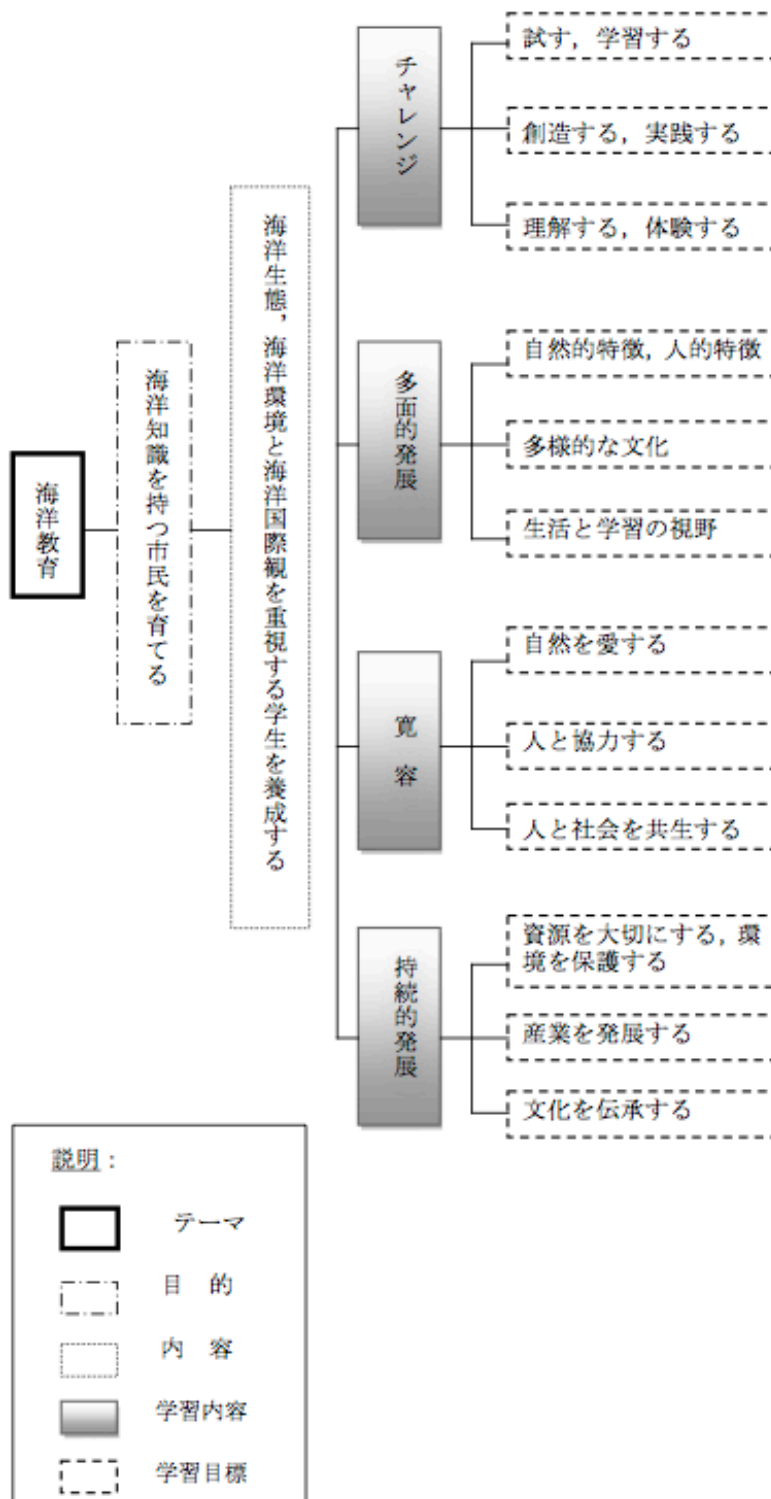 海洋教育
海洋知識を持つ市民を育てる
海洋生態，海洋環境と海洋国際観を重視する学生を養成する
チャレンジ
試す，学習する
創造する，実践する
理解する，体験する
多面的発展
自然的特徴，人的特徴
多様的な文化
生活と学習の視野
寛 容
自然を愛する
人と協力する
人と社会を共生する
持続的発展
資源を大切にする，環
境を保護する
産業を発展する
文化を伝承する
説明：
テーマ
目 的
内 容
学習内容
学習目標